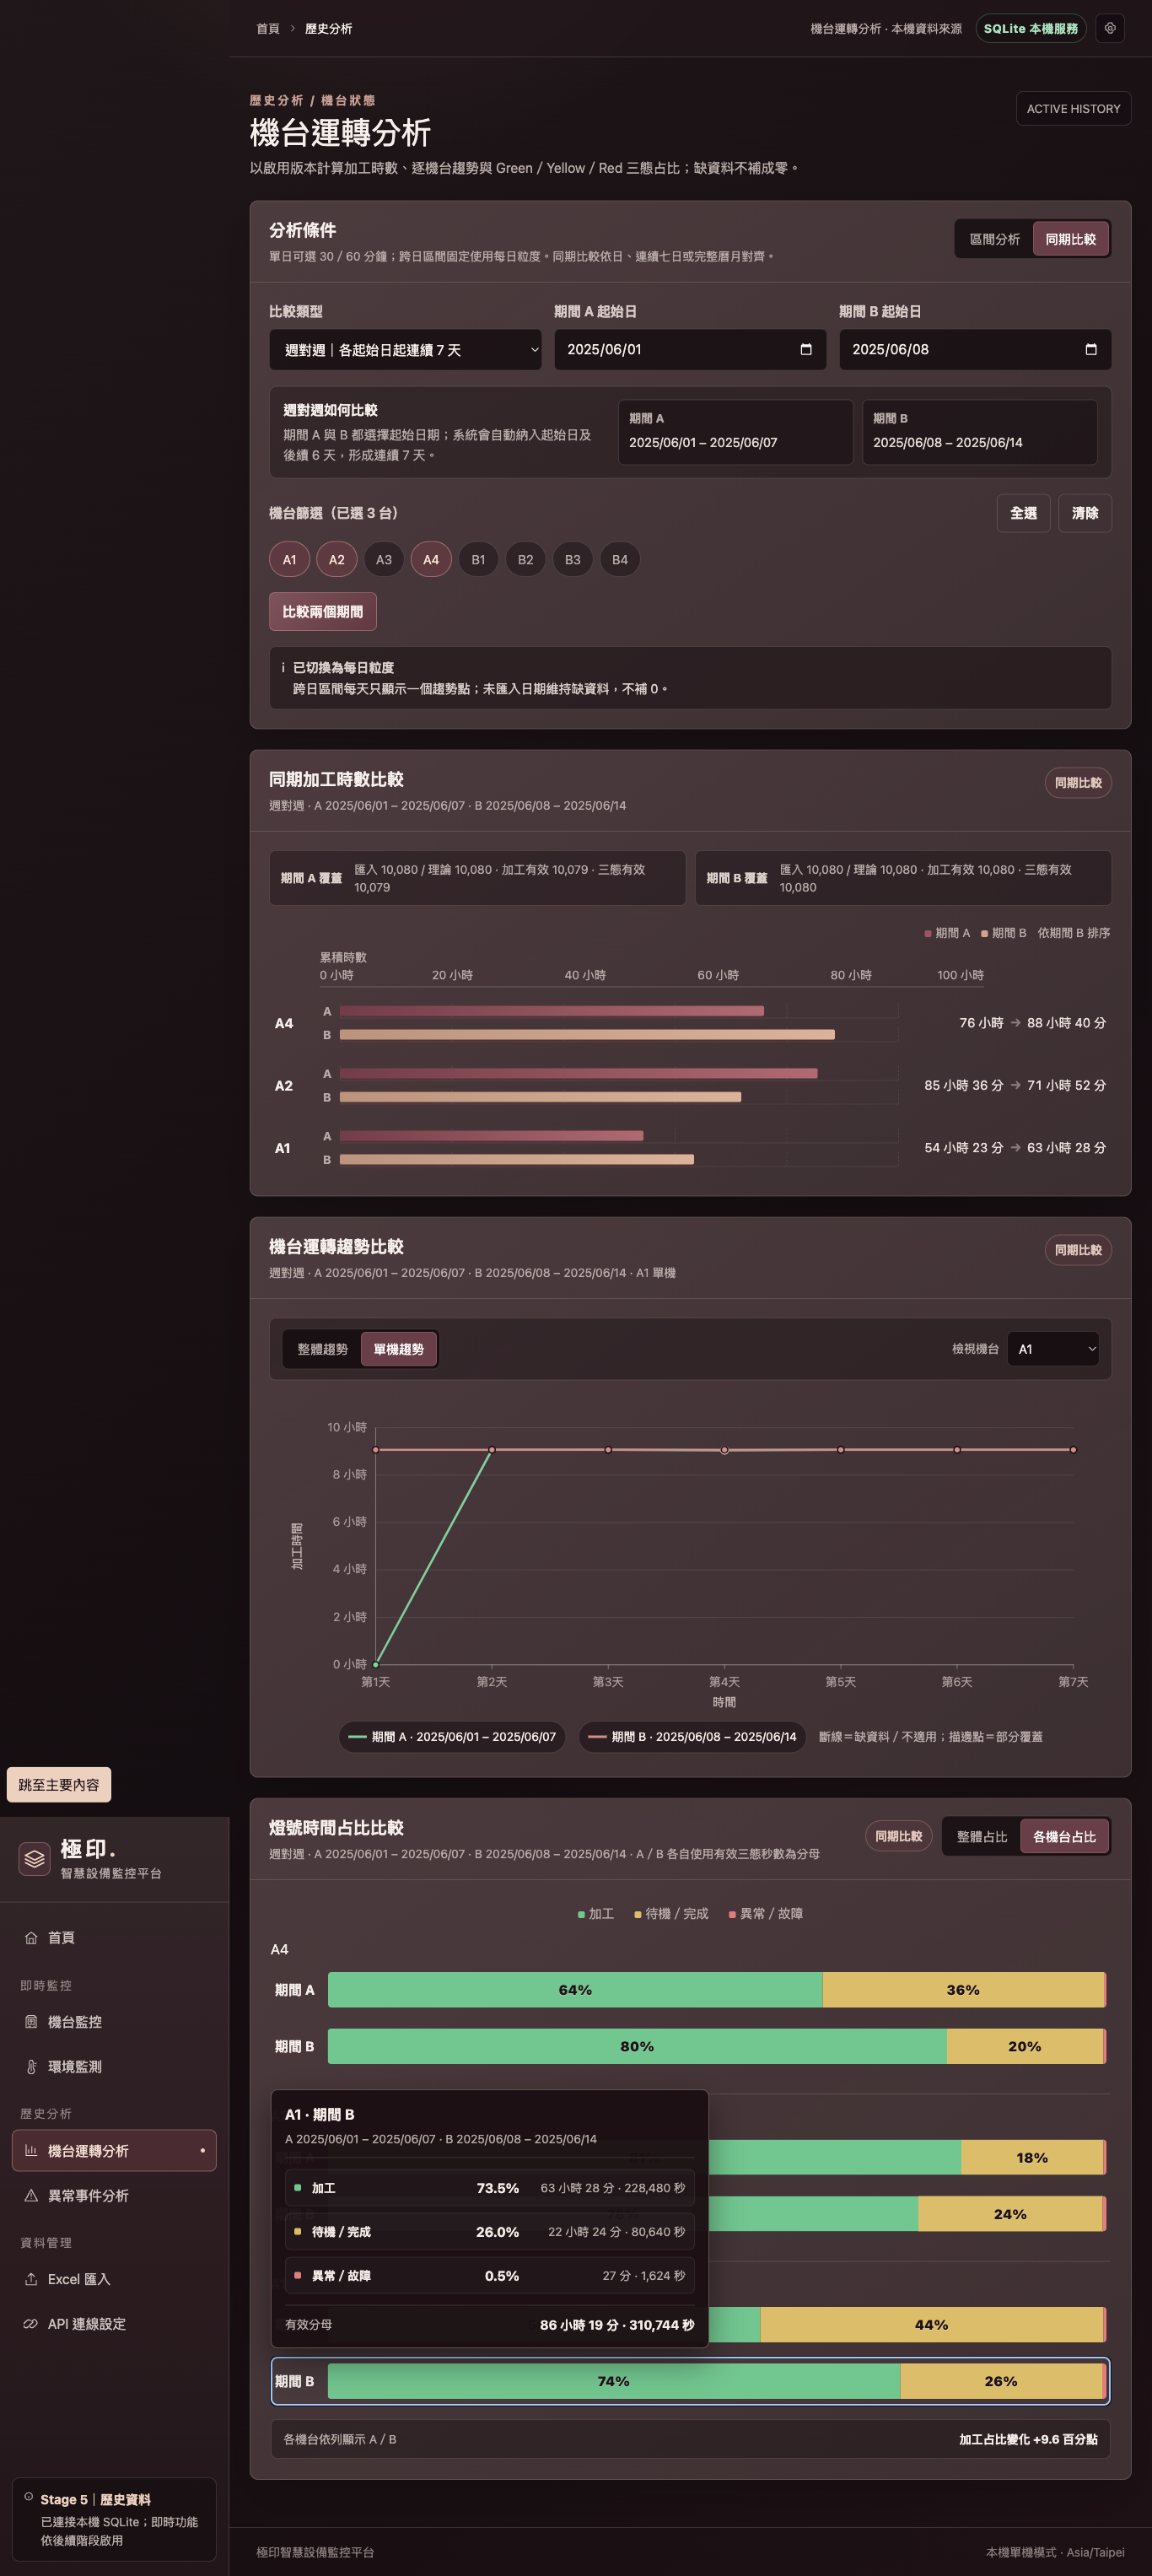 首頁 › 歷史分析
機台運轉分析 · 本機資料來源
SQLite 本機服務
歷史分析 / 機台狀態
機台運轉分析
ACTIVE HISTORY
以啟用版本計算加工時數、逐機台趨勢與 Green / Yellow / Red 三態占比；缺資料不補成零。
分析條件
單日可選 30 / 60 分鐘；跨日區間固定使用每日粒度。同期比較依日、連續七日或完整曆月對齊。
區間分析
同期比較
比較類型
期間 A 起始日
期間 B 起始日
週對週｜各起始日起連續 7 天
2025/06/01
2025/06/08
週對週如何比較
期間 A 與 B 都選擇起始日期；系統會自動納入起始日及
後續 6 天，形成連續 7 天。
期間 A
2025/06/01 – 2025/06/07
期間 B
2025/06/08 – 2025/06/14
機台篩選（已選 3 台）
全選
清除
A1
A2
A3
A4
B1
B2
B3
B4
比較兩個期間
i 已切換為每日粒度
跨日區間每天只顯示一個趨勢點；未匯入日期維持缺資料，不補 0。
同期加工時數比較
週對週 · A 2025/06/01 – 2025/06/07 · B 2025/06/08 – 2025/06/14
同期比較
期間 A 覆蓋
匯入 10,080 / 理論 10,080 · 加工有效 10,079 · 三態有效
10,079
期間 B 覆蓋
匯入 10,080 / 理論 10,080 · 加工有效 10,080 · 三態有效
10,080
期間 A
期間 B
依期間 B 排序
累積時數
0 小時
20 小時
40 小時
60 小時
80 小時
100 小時
A4
A
B
76 小時 → 88 小時 40 分
A2
A
B
85 小時 36 分 → 71 小時 52 分
A1
A
B
54 小時 23 分 → 63 小時 28 分
機台運轉趨勢比較
週對週 · A 2025/06/01 – 2025/06/07 · B 2025/06/08 – 2025/06/14 · A1 單機
同期比較
整體趨勢
單機趨勢
檢視機台
A1
10 小時
8 小時
6 小時
4 小時
2 小時
0 小時
加工時間
第1天
第2天
第3天
第4天
第5天
第6天
第7天
時間
期間 A · 2025/06/01 – 2025/06/07
期間 B · 2025/06/08 – 2025/06/14
斷線＝缺資料 / 不適用；描邊點＝部分覆蓋
跳至主要內容
極印.
智慧設備監控平台
首頁
即時監控
機台監控
環境監測
歷史分析
機台運轉分析
異常事件分析
資料管理
Excel 匯入
API 連線設定
Stage 5｜歷史資料
已連接本機 SQLite；即時功能
依後續階段啟用
燈號時間占比比較
週對週 · A 2025/06/01 – 2025/06/07 · B 2025/06/08 – 2025/06/14 · A / B 各自使用有效三態秒數為分母
同期比較
整體占比
各機台占比
加工
待機 / 完成
異常 / 故障
A4
期間 A
64%
36%
期間 B
80%
20%
18%
24%
44%
A1 · 期間 B
A 2025/06/01 – 2025/06/07 · B 2025/06/08 – 2025/06/14
加工
73.5%
63 小時 28 分 · 228,480 秒
待機 / 完成
26.0%
22 小時 24 分 · 80,640 秒
異常 / 故障
0.5%
27 分 · 1,624 秒
有效分母
86 小時 19 分 · 310,744 秒
期間 B
74%
26%
各機台依列顯示 A / B
加工占比變化 +9.6 百分點
極印智慧設備監控平台
本機單機模式 · Asia/Taipei